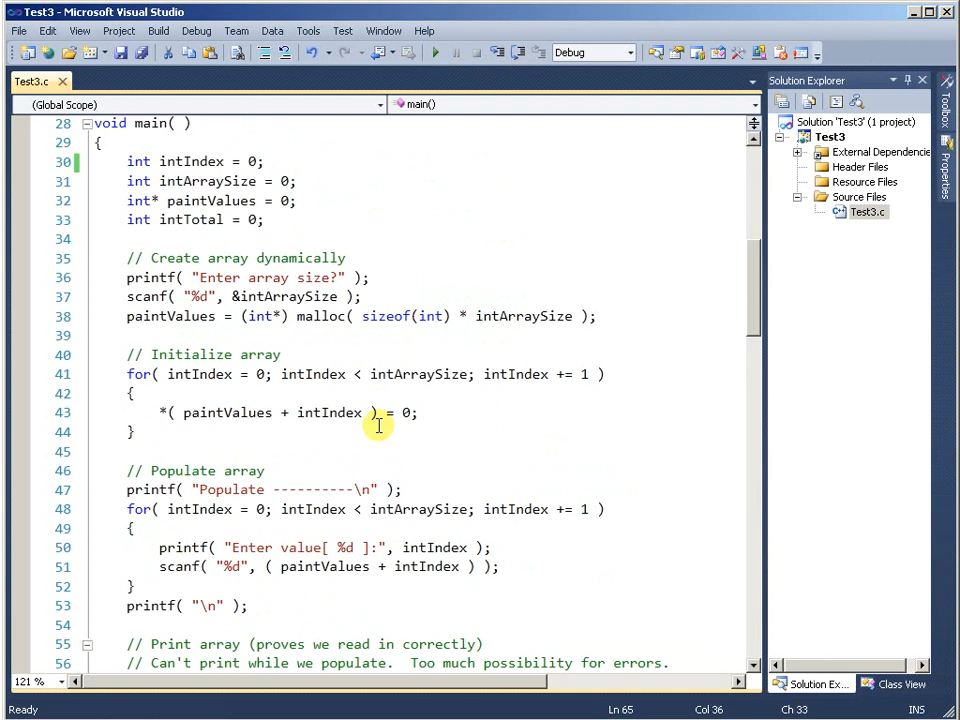 Test3 - Microsoft Visual Studio
File Edit View Project Build Debug Team Data Tools Test Window Help
Debug
Test3.c
(Global Scope) main()
28 void main( )
29 {
30 int intIndex = 0;
31 int intArraySize = 0;
32 int* paintValues = 0;
33 int intTotal = 0;
34
35 // Create array dynamically
36 printf( "Enter array size?" );
37 scanf( "%d", &intArraySize );
38 paintValues = (int*) malloc( sizeof(int) * intArraySize );
39
40 // Initialize array
41 for( intIndex = 0; intIndex < intArraySize; intIndex += 1 )
42 {
43 *( paintValues + intIndex ) = 0;
44 }
45
46 // Populate array
47 printf( "Populate ----------\n" );
48 for( intIndex = 0; intIndex < intArraySize; intIndex += 1 )
49 {
50 printf( "Enter value[ %d ]:", intIndex );
51 scanf( "%d", ( paintValues + intIndex ) );
52 }
53 printf( "\n" );
54
55 // Print array (proves we read in correctly)
56 // Can't print while we populate.  Too much possibility for errors.
121 %
Solution Explorer
Solution 'Test3' (1 project)
Test3
External Dependencie
Header Files
Resource Files
Source Files
Test3.c
Solution Ex... Class View
Toolbox
Properties
Ready Ln 65 Col 36 Ch 33 INS